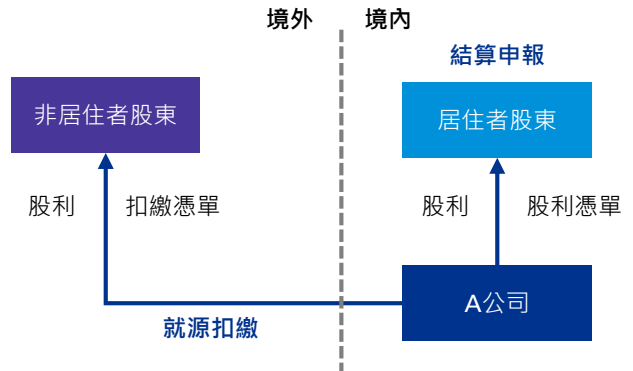 境外
境內
結算申報
非居住者股東
居住者股東
股利
扣繳憑單
股利
股利憑單
A公司
就源扣繳